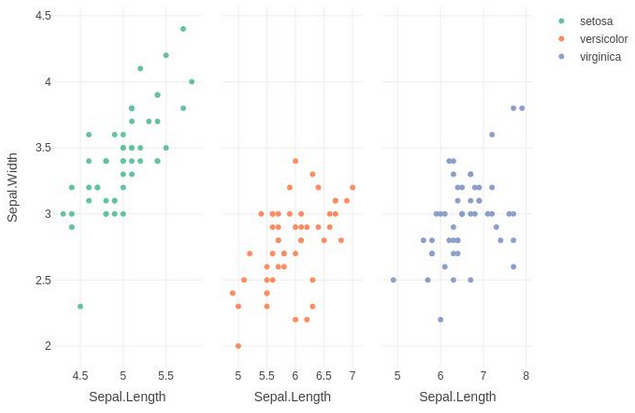 setosa
versicolor
virginica
4.5
4
3.5
3
2.5
2
Sepal.Width
4.5 5 5.5
5 5.5 6 6.5 7
5 6 7 8
Sepal.Length
Sepal.Length
Sepal.Length